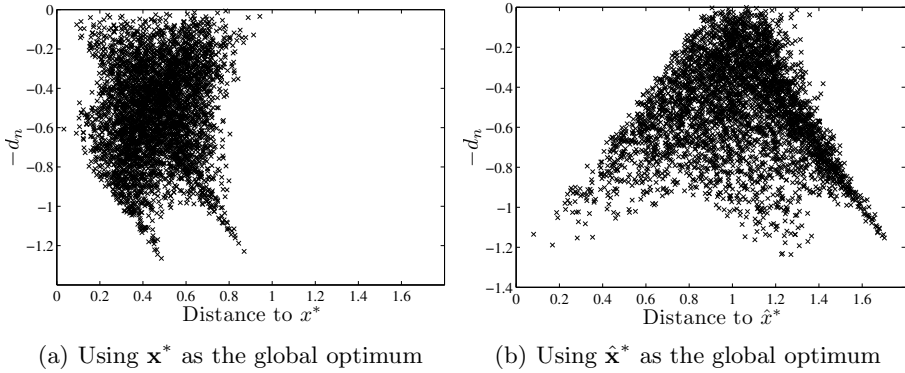 0
−0.2
−0.4
−0.6
−0.8
−1
−1.2
−d_n
0 0.2 0.4 0.6 0.8 1 1.2 1.4 1.6
Distance to x*
(a) Using x* as the global optimum
0
−0.2
−0.4
−0.6
−0.8
−1
−1.2
−1.4
−d_n
0 0.2 0.4 0.6 0.8 1 1.2 1.4 1.6
Distance to x̂*
(b) Using x̂* as the global optimum